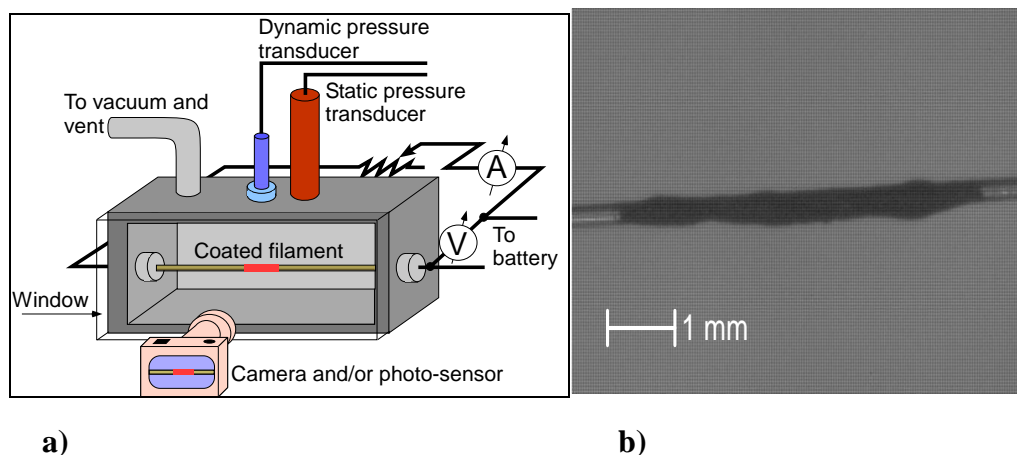 Dynamic pressure
transducer
Static pressure
transducer
To vacuum and
vent
A
V
To
battery
Coated filament
Window
Camera and/or photo-sensor
1 mm
a)
b)